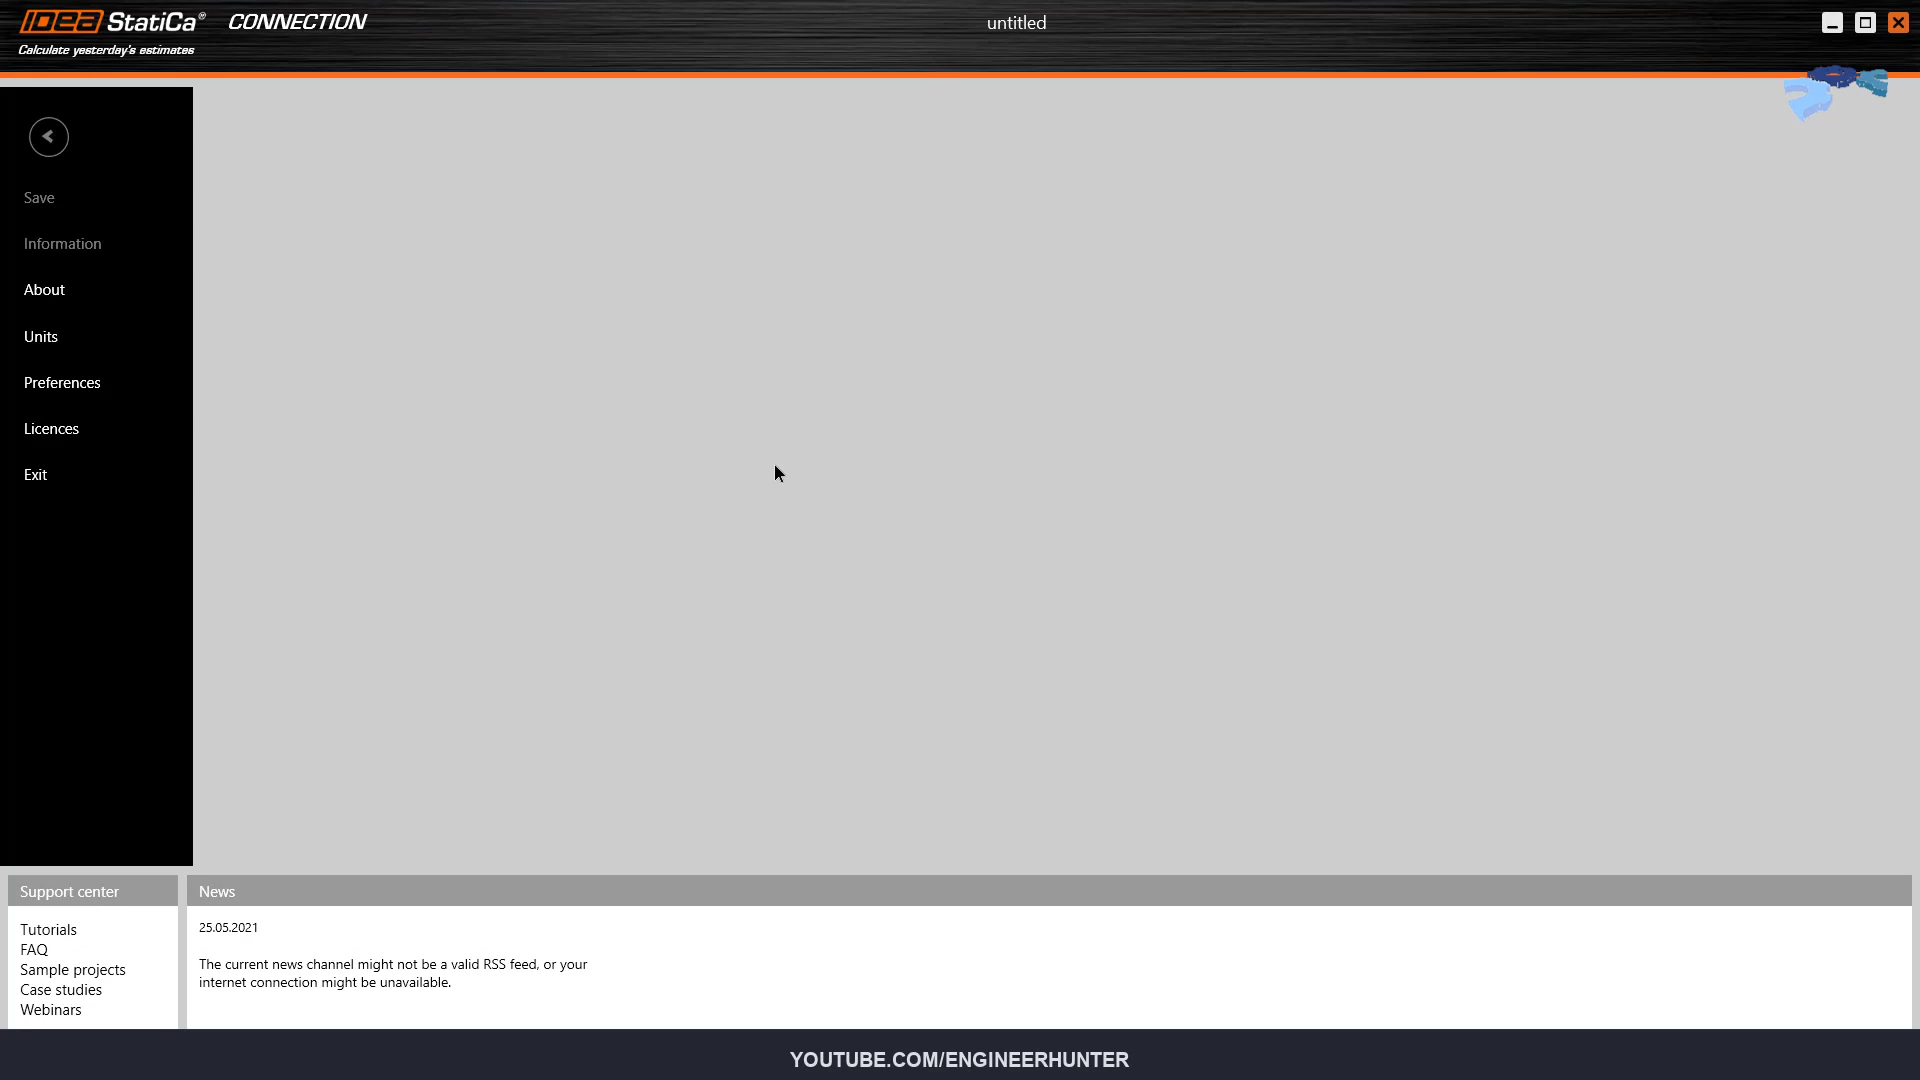 IDEA StatiCa® CONNECTION
untitled
Calculate yesterday's estimates
Save
Information
About
Units
Preferences
Licences
Exit
Support center
Tutorials
FAQ
Sample projects
Case studies
Webinars
News
25.05.2021
The current news channel might not be a valid RSS feed, or your
internet connection might be unavailable.
YOUTUBE.COM/ENGINEERHUNTER